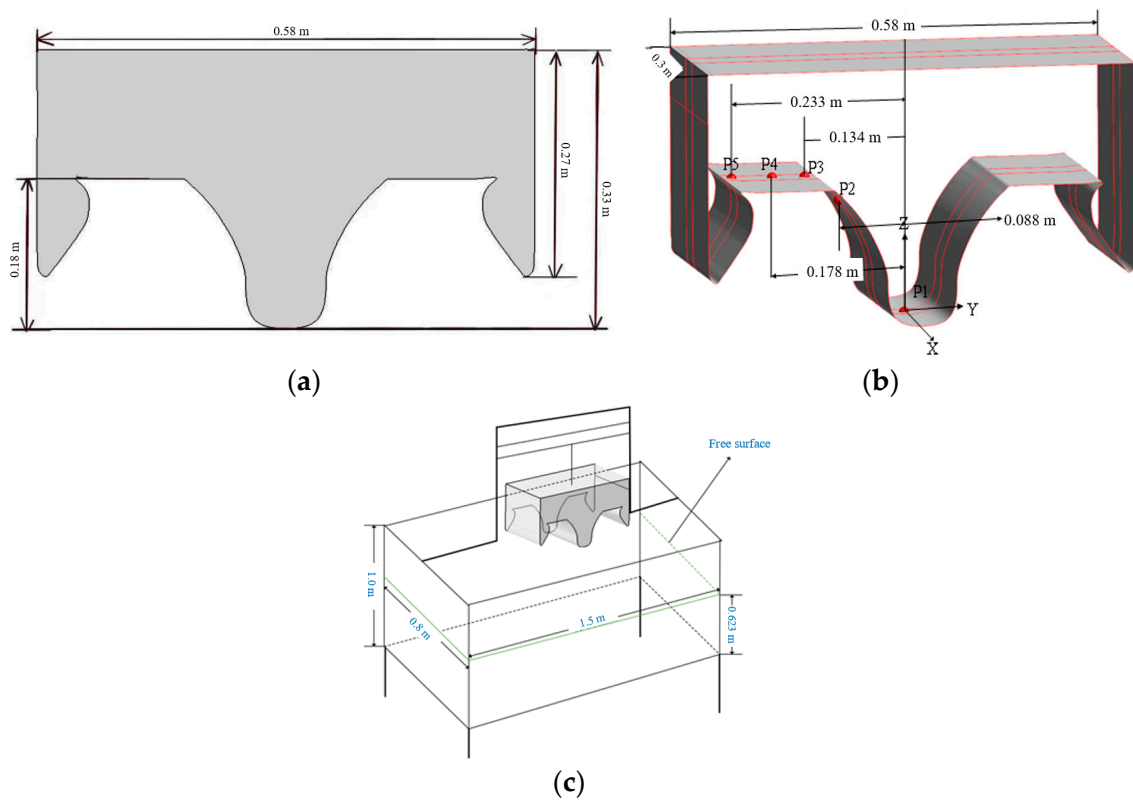 0.58 m
0.27 m
0.33 m
0.18 m
(a)
0.58 m
0.3 m
0.233 m
0.134 m
P5
P4
P3
P2
0.088 m
Z
0.178 m
P1
Y
X
(b)
Free surface
1.0 m
0.8 m
1.5 m
0.623 m
(c)